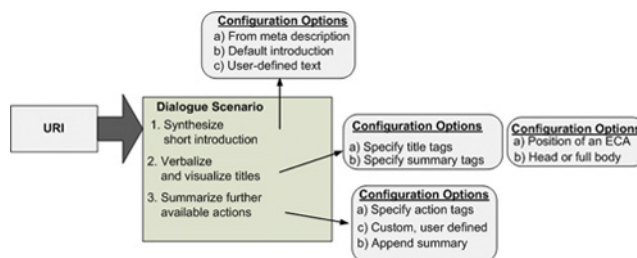 Configuration Options
a) From meta description
b) Default introduction
c) User-defined text
URI
Dialogue Scenario
1. Synthesize
short introduction
2. Verbalize
and visualize titles
3. Summarize further
available actions
Configuration Options
a) Specify title tags
b) Specify summary tags
Configuration Options
a) Position of an ECA
b) Head or full body
Configuration Options
a) Specify action tags
c) Custom, user defined
b) Append summary